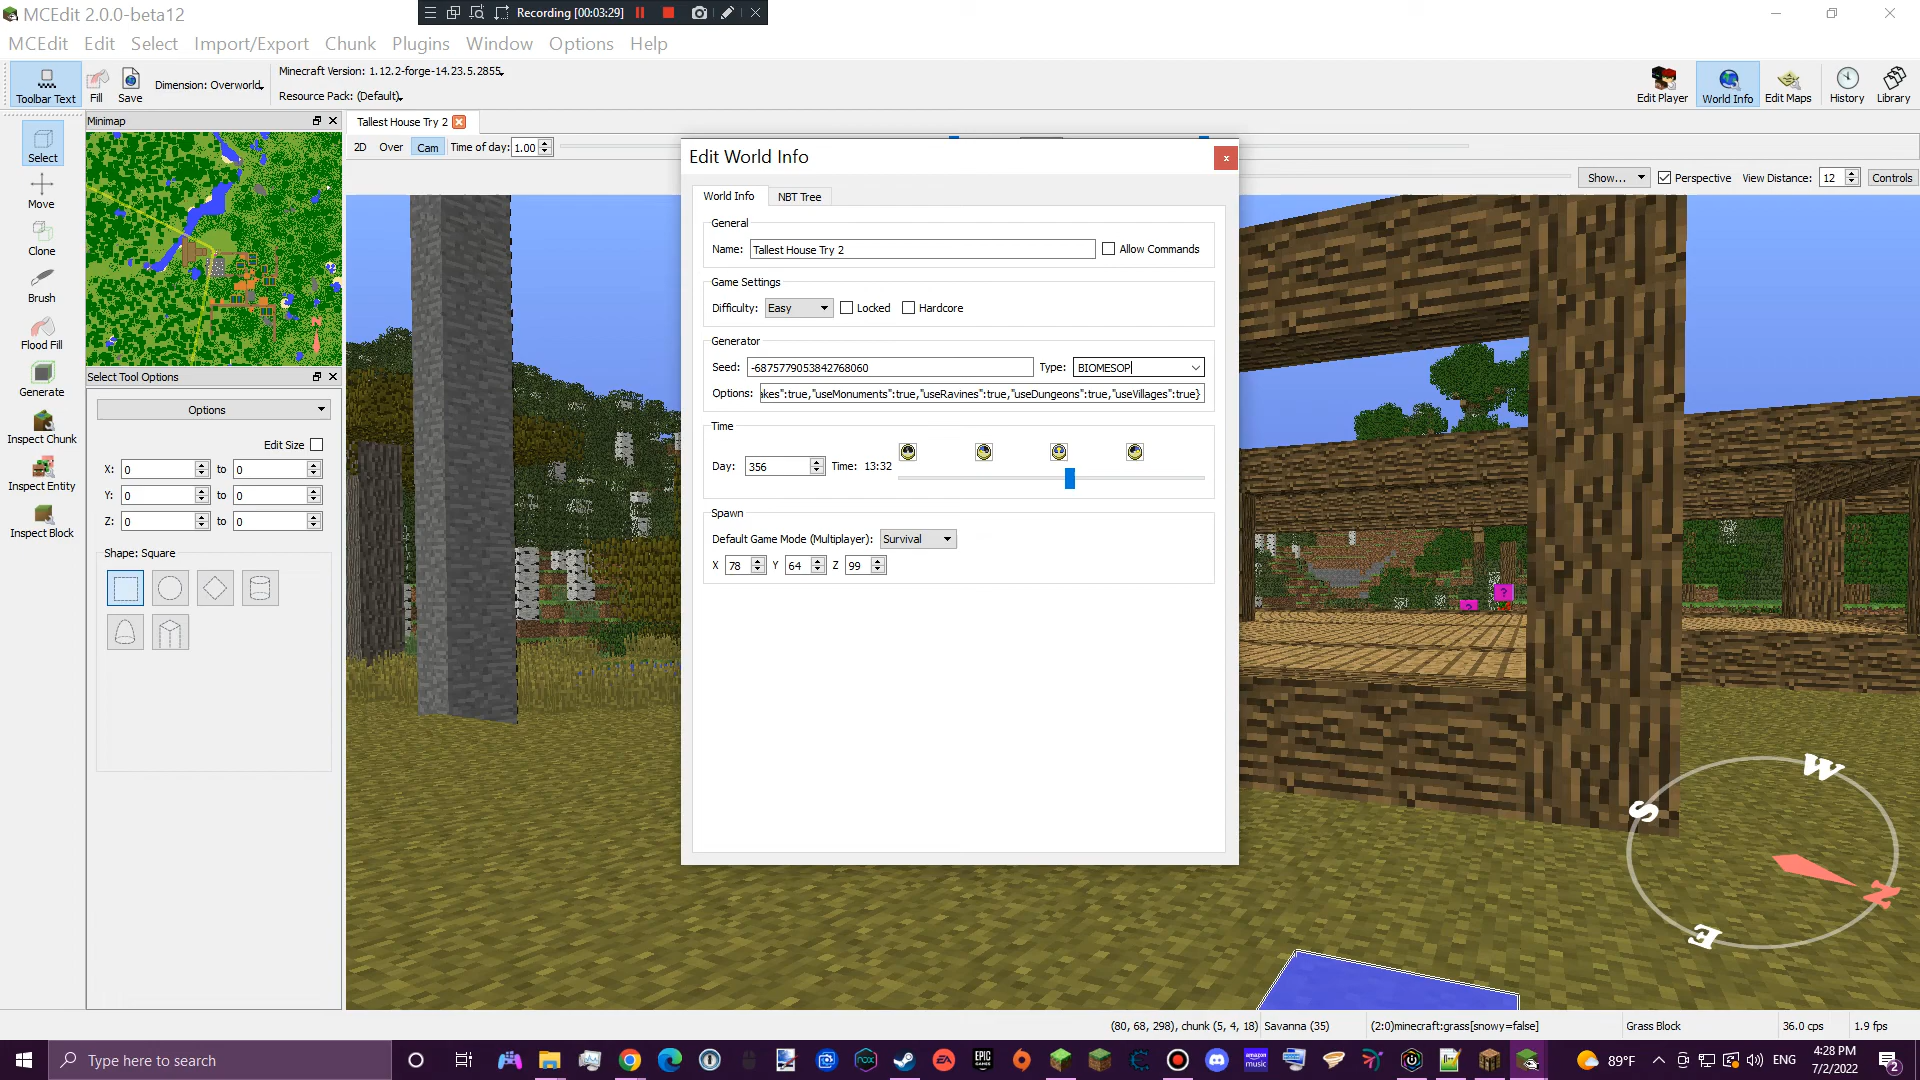 MCEdit 2.0.0-beta12
Recording [00:03:29]
MCEdit Edit Select Import/Export Chunk Plugins Window Options Help
Toolbar Text
Fill
Save
Dimension: Overworld
Minecraft Version: 1.12.2-forge-14.23.5.2855
Resource Pack: (Default)
Edit Player
World Info
Edit Maps
History
Library
Minimap
Tallest House Try 2
2D Over Cam Time of day: 1.00
Show... Perspective View Distance: 12 Controls
Select
Move
Clone
Brush
Flood Fill
Generate
Inspect Chunk
Inspect Entity
Inspect Block
Select Tool Options
Options
Edit Size
X: 0 to 0
Y: 0 to 0
Z: 0 to 0
Shape: Square
Edit World Info
World Info NBT Tree
General
Name: Tallest House Try 2 Allow Commands
Game Settings
Difficulty: Easy Locked Hardcore
Generator
Seed: -6875779053842768060 Type: BIOMESOP
Options: akes":true,"useMonuments":true,"useRavines":true,"useDungeons":true,"useVillages":true}
Time
Day: 356 Time: 13:32
Spawn
Default Game Mode (Multiplayer): Survival
X 78 Y 64 Z 99
? ?
W
S
N
E
(80, 68, 298), chunk (5, 4, 18) Savanna (35) (2:0)minecraft:grass[snowy=false] Grass Block 36.0 cps 1.9 fps
Type here to search
89°F
ENG
4:28 PM
7/2/2022
2